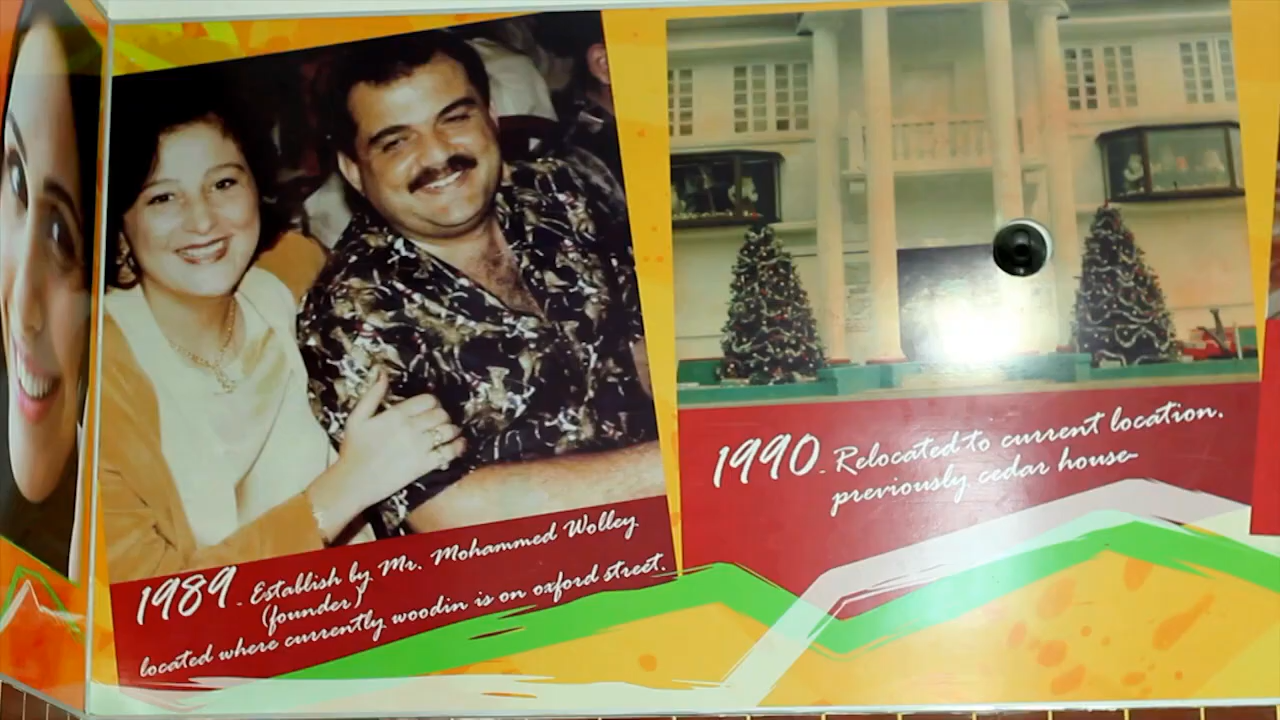 1989 - Establish by Mr. Mohammed Wolley
(founder)
located where currently woodin is on oxford street.
1990 - Relocated to current location.
previously cedar house-